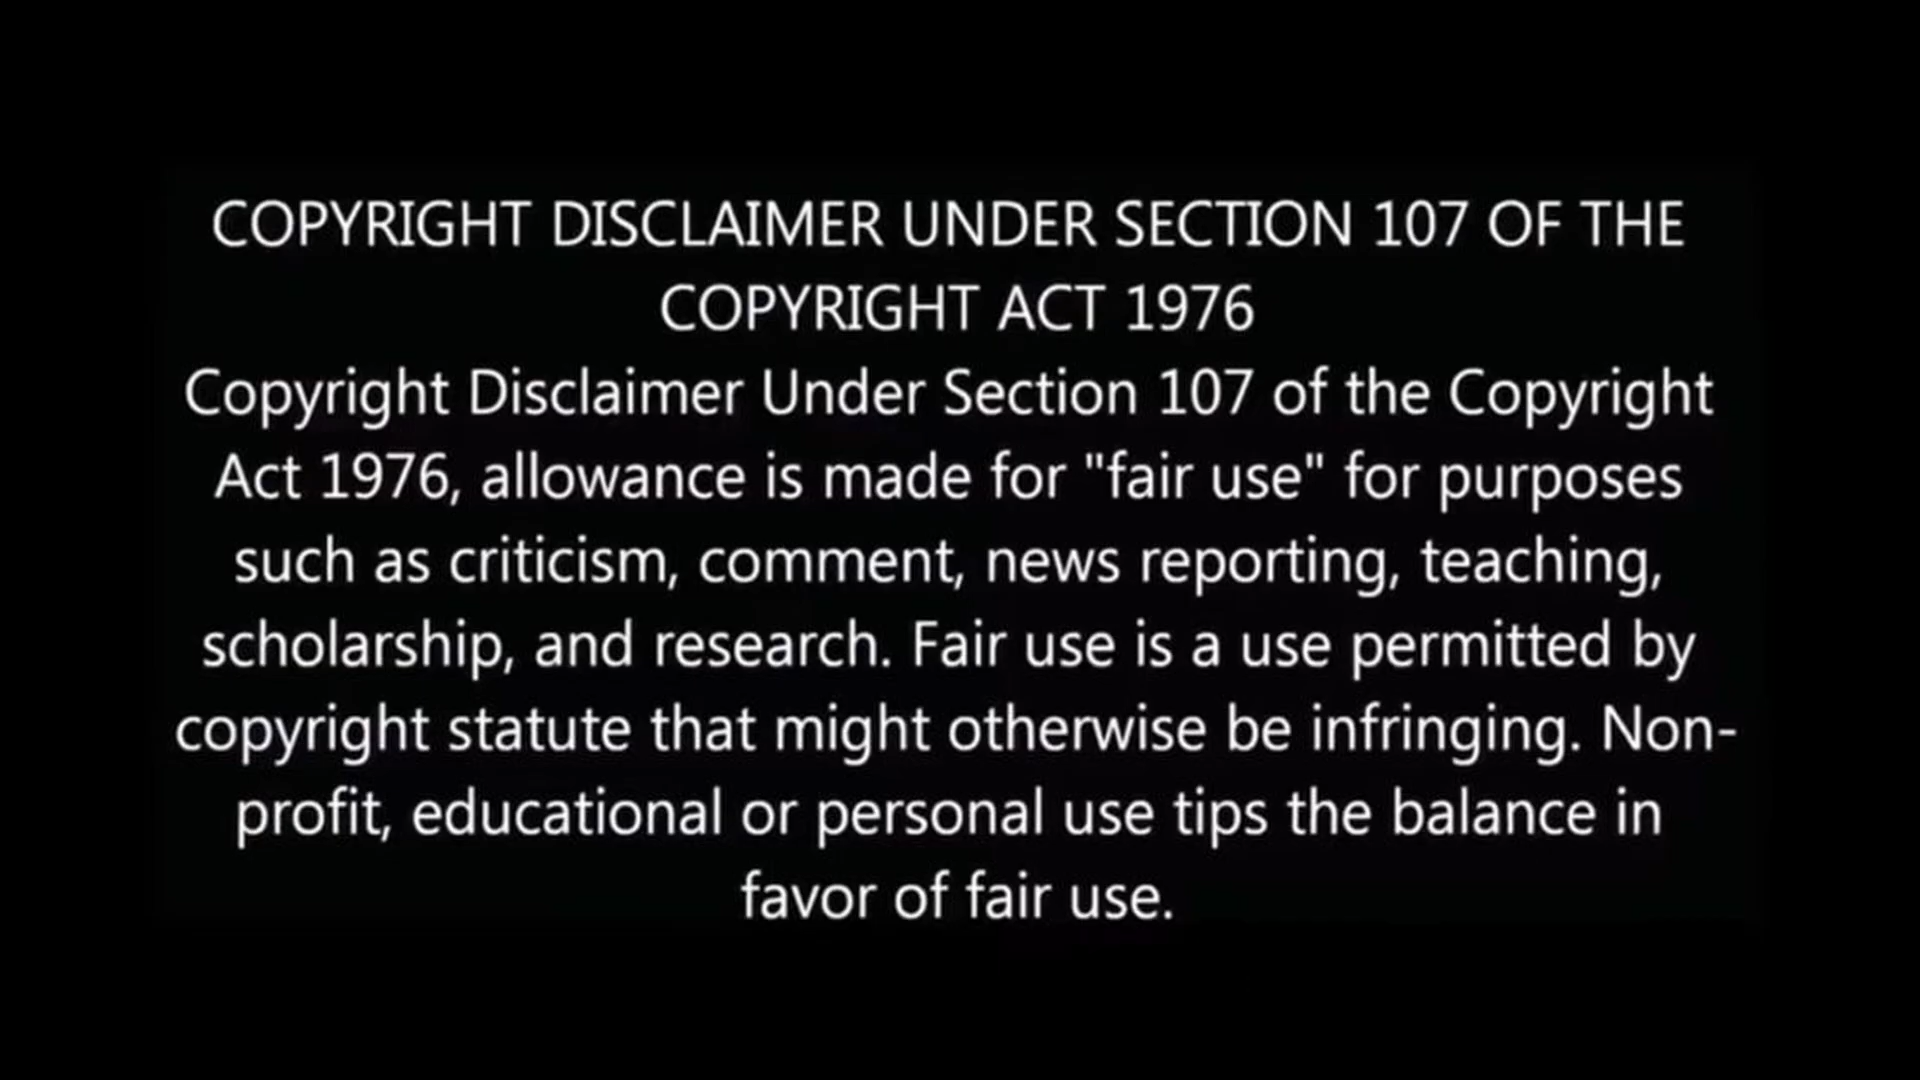 COPYRIGHT DISCLAIMER UNDER SECTION 107 OF THE
COPYRIGHT ACT 1976
Copyright Disclaimer Under Section 107 of the Copyright
Act 1976, allowance is made for "fair use" for purposes
such as criticism, comment, news reporting, teaching,
scholarship, and research. Fair use is a use permitted by
copyright statute that might otherwise be infringing. Non-
profit, educational or personal use tips the balance in
favor of fair use.